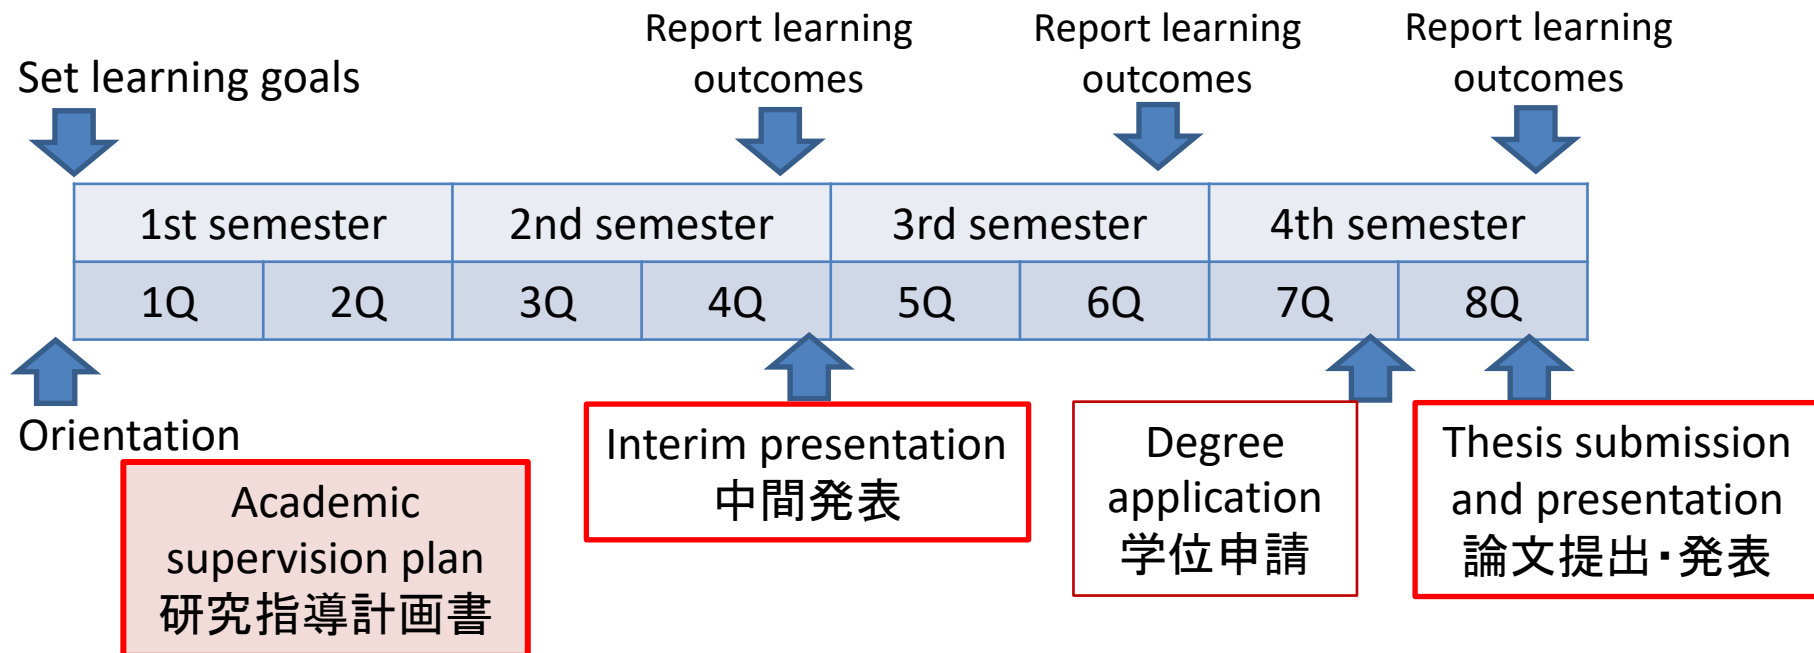 Set learning goals
Report learning
outcomes
Report learning
outcomes
Report learning
outcomes
1st semester
2nd semester
3rd semester
4th semester
1Q
2Q
3Q
4Q
5Q
6Q
7Q
8Q
Orientation
Academic
supervision plan
研究指導計画書
Interim presentation
中間発表
Degree
application
学位申請
Thesis submission
and presentation
論文提出・発表